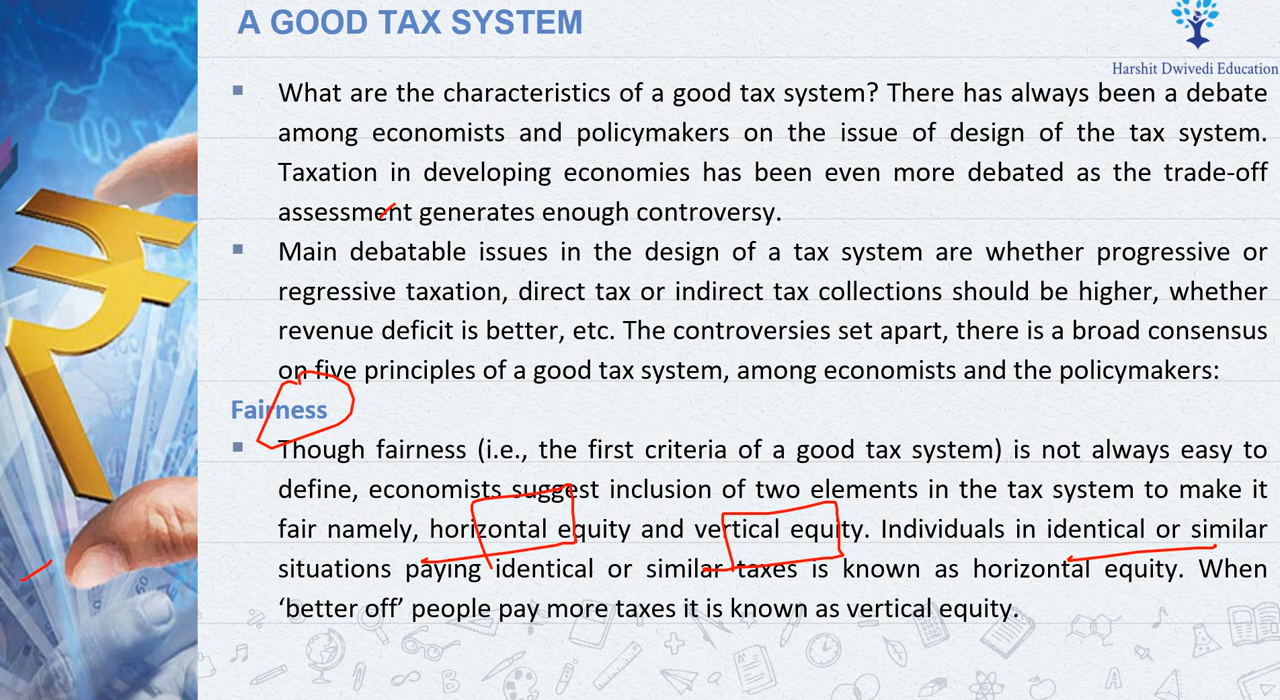 A GOOD TAX SYSTEM
Harshit Dwivedi Education
▪ What are the characteristics of a good tax system? There has always been a debate
among economists and policymakers on the issue of design of the tax system.
Taxation in developing economies has been even more debated as the trade-off
assessment generates enough controversy.
▪ Main debatable issues in the design of a tax system are whether progressive or
regressive taxation, direct tax or indirect tax collections should be higher, whether
revenue deficit is better, etc. The controversies set apart, there is a broad consensus
on five principles of a good tax system, among economists and the policymakers:
Fairness
▪ Though fairness (i.e., the first criteria of a good tax system) is not always easy to
define, economists suggest inclusion of two elements in the tax system to make it
fair namely, horizontal equity and vertical equity. Individuals in identical or similar
situations paying identical or similar taxes is known as horizontal equity. When
‘better off’ people pay more taxes it is known as vertical equity.